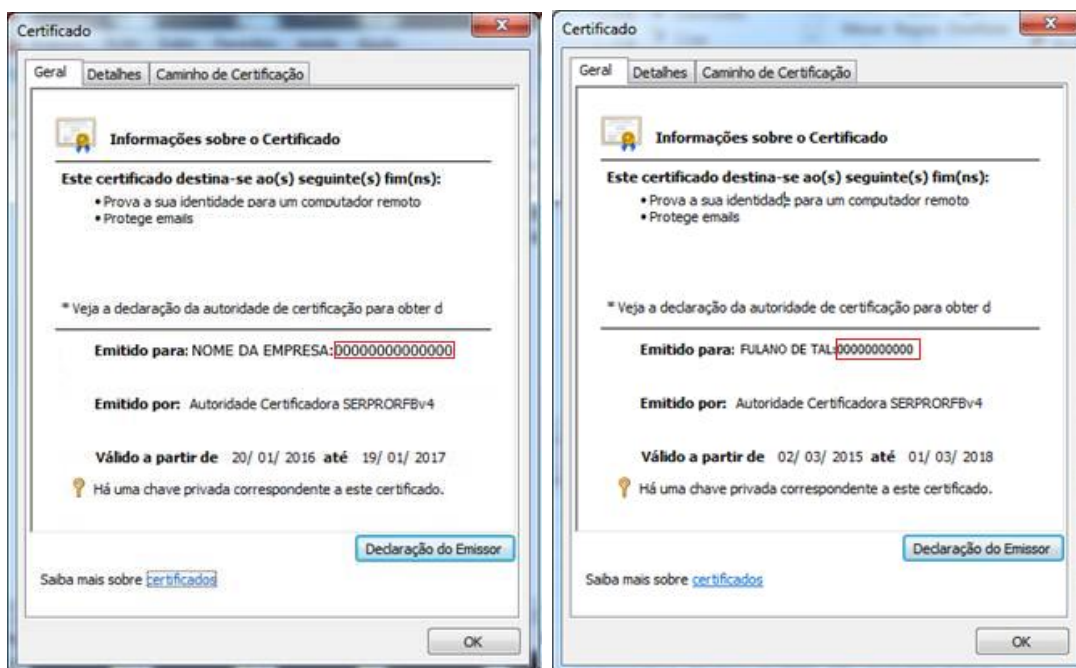 Certificado
Geral
Detalhes
Caminho de Certificação
Informações sobre o Certificado
Este certificado destina-se ao(s) seguinte(s) fim(ns):
• Prova a sua identidade para um computador remoto
• Protege emails
* Veja a declaração da autoridade de certificação para obter d
Emitido para: NOME DA EMPRESA:00000000000000
Emitido por: Autoridade Certificadora SERPRORFBv4
Válido a partir de 20/ 01/ 2016 até 19/ 01/ 2017
Há uma chave privada correspondente a este certificado.
Declaração do Emissor
Saiba mais sobre certificados
OK
Certificado
Geral
Detalhes
Caminho de Certificação
Informações sobre o Certificado
Este certificado destina-se ao(s) seguinte(s) fim(ns):
• Prova a sua identidade para um computador remoto
• Protege emails
* Veja a declaração da autoridade de certificação para obter d
Emitido para: FULANO DE TAL:00000000000
Emitido por: Autoridade Certificadora SERPRORFBv4
Válido a partir de 02/ 03/ 2015 até 01/ 03/ 2018
Há uma chave privada correspondente a este certificado.
Declaração do Emissor
Saiba mais sobre certificados
OK